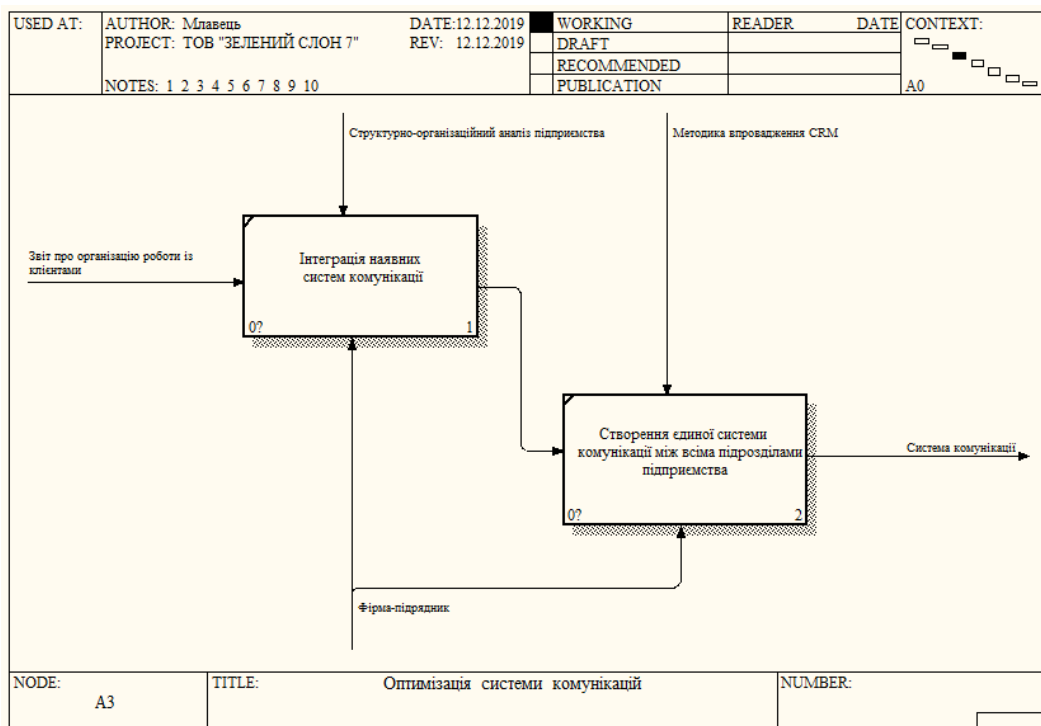 USED AT:
AUTHOR: Млавець
DATE:12.12.2019
PROJECT: ТОВ "ЗЕЛЕНИЙ СЛОН 7"
REV: 12.12.2019
NOTES: 1 2 3 4 5 6 7 8 9 10
WORKING
DRAFT
RECOMMENDED
PUBLICATION
READER
DATE
CONTEXT:
A0
Структурно-організаційний аналіз підприємства
Методика впровадження CRM
Звіт про організацію роботи із
клієнтами
Інтеграція наявних
систем комунікації
0?
1
Створення єдиної системи
комунікації між всіма підрозділами
підприємства
0?
2
Система комунікації
Фірма-підрядник
NODE:
A3
TITLE:
Оптимізація системи комунікацій
NUMBER: